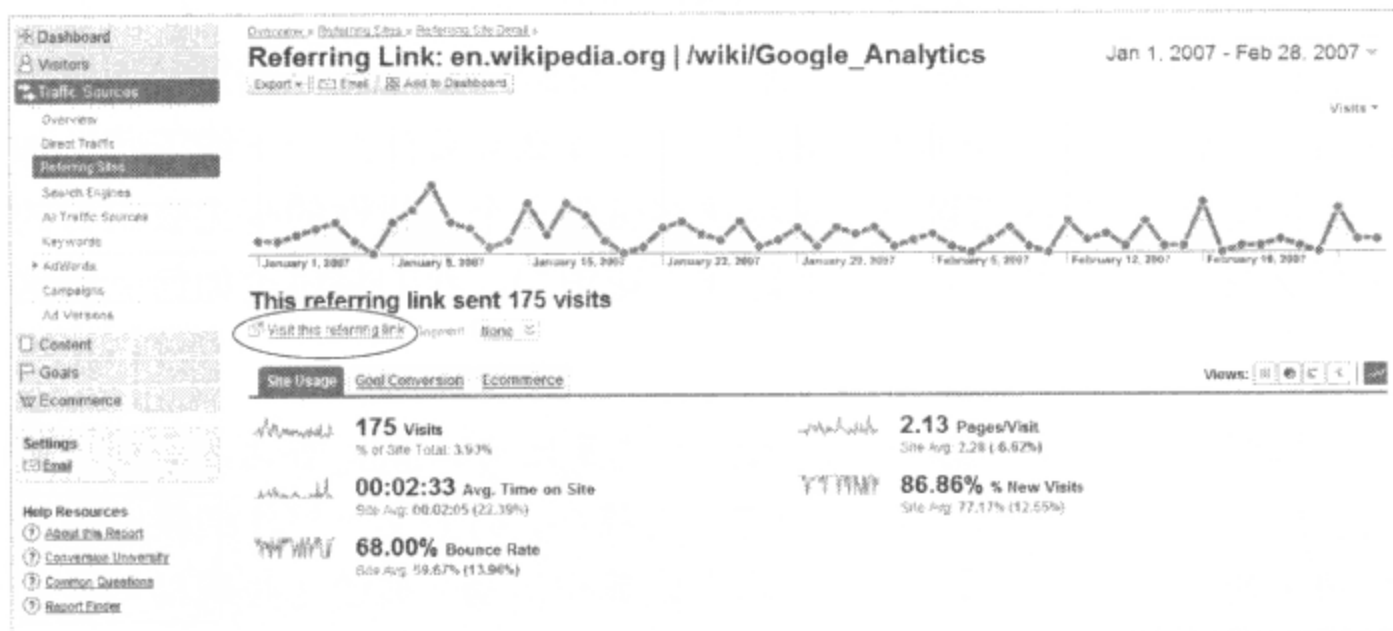 Dashboard
Visitors
Traffic Sources
Overview
Direct Traffic
Referring Sites
Search Engines
All Traffic Sources
Keywords
AdWords
Campaigns
Ad Versions
Content
Goals
Ecommerce
Settings
Email
Help Resources
About this Report
Conversion University
Common Questions
Report Finder
Overview » Referring Sites » Referring Site Detail »
Referring Link: en.wikipedia.org | /wiki/Google_Analytics
Jan 1, 2007 - Feb 28, 2007
Export Email Add to Dashboard
Visits
January 1, 2007 January 8, 2007 January 15, 2007 January 22, 2007 January 29, 2007 February 5, 2007 February 12, 2007 February 19, 2007
This referring link sent 175 visits
Visit this referring link Segment: None
Site Usage Goal Conversion Ecommerce
Views:
175 Visits
% of Site Total: 3.93%
2.13 Pages/Visit
Site Avg: 2.28 (-6.62%)
00:02:33 Avg. Time on Site
Site Avg: 00:02:05 (22.39%)
86.86% % New Visits
Site Avg: 77.17% (12.55%)
68.00% Bounce Rate
Site Avg: 59.67% (13.96%)